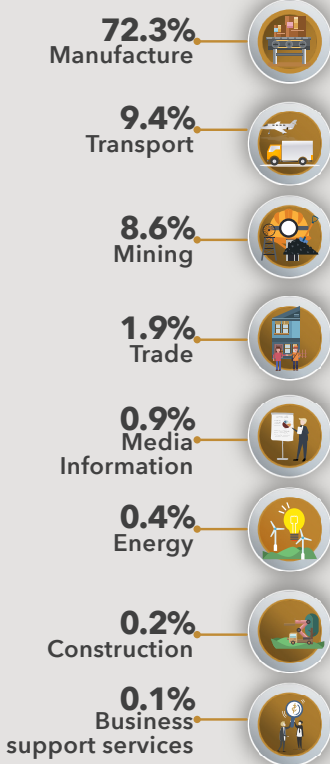 72.3%
Manufacture
9.4%
Transport
8.6%
Mining
1.9%
Trade
0.9%
Media
Information
0.4%
Energy
0.2%
Construction
0.1%
Business
support services